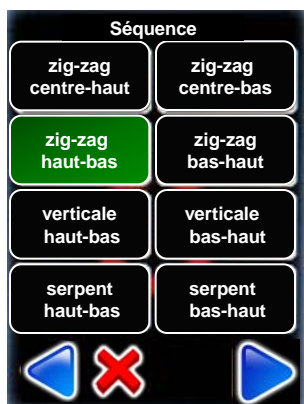 Séquence
zig-zag
centre-haut
zig-zag
centre-bas
zig-zag
haut-bas
zig-zag
bas-haut
verticale
haut-bas
verticale
bas-haut
serpent
haut-bas
serpent
bas-haut